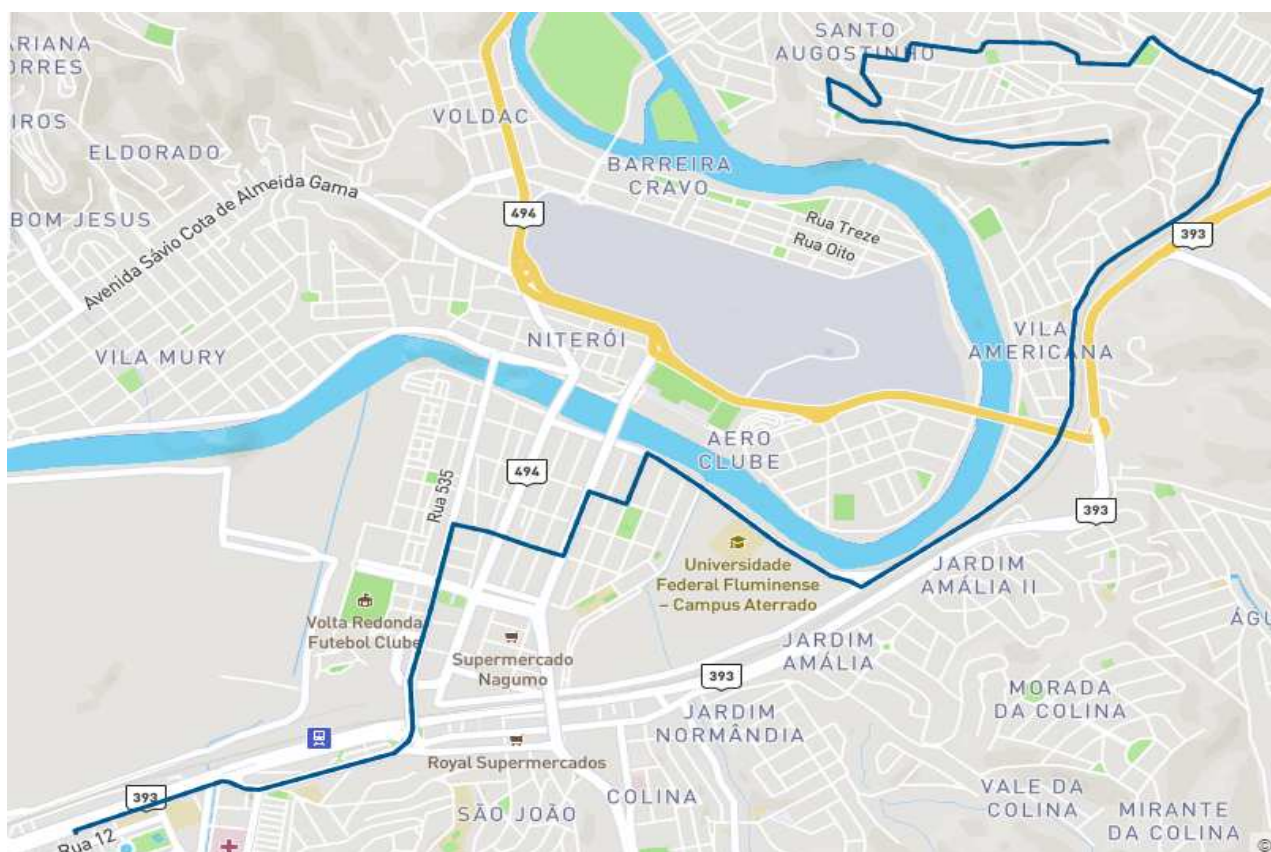 ARIANA
ORRES
SANTO
AUGOSTINHO
VOLDAC
IROS
ELDORADO
BARREIRA
CRAVO
BOM JESUS
Avenida Sávio Cota de Almeida Gama
494
Rua Treze
Rua Oito
393
VILA MURY
NITERÓI
VILA
AMERICANA
AERO
CLUBE
494
Rua 535
393
Universidade
Federal Fluminense
– Campus Aterrado
JARDIM
AMÁLIA II
Volta Redonda
Futebol Clube
ÁGU
Supermercado
Nagumo
JARDIM
AMÁLIA
393
MORADA
DA COLINA
JARDIM
NORMÂNDIA
Royal Supermercados
393
COLINA
VALE DA
COLINA
SÃO JOÃO
MIRANTE
DA COLINA
Rua 12
©